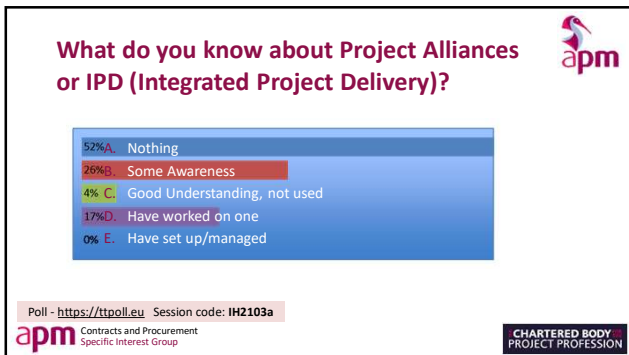 What do you know about Project Alliances
or IPD (Integrated Project Delivery)?
apm
52% A. Nothing
26% B. Some Awareness
4% C. Good Understanding, not used
17% D. Have worked on one
0% E. Have set up/managed
Poll - https://ttpoll.eu Session code: IH2103a
apm
Contracts and Procurement
Specific Interest Group
CHARTERED BODY
PROJECT PROFESSION